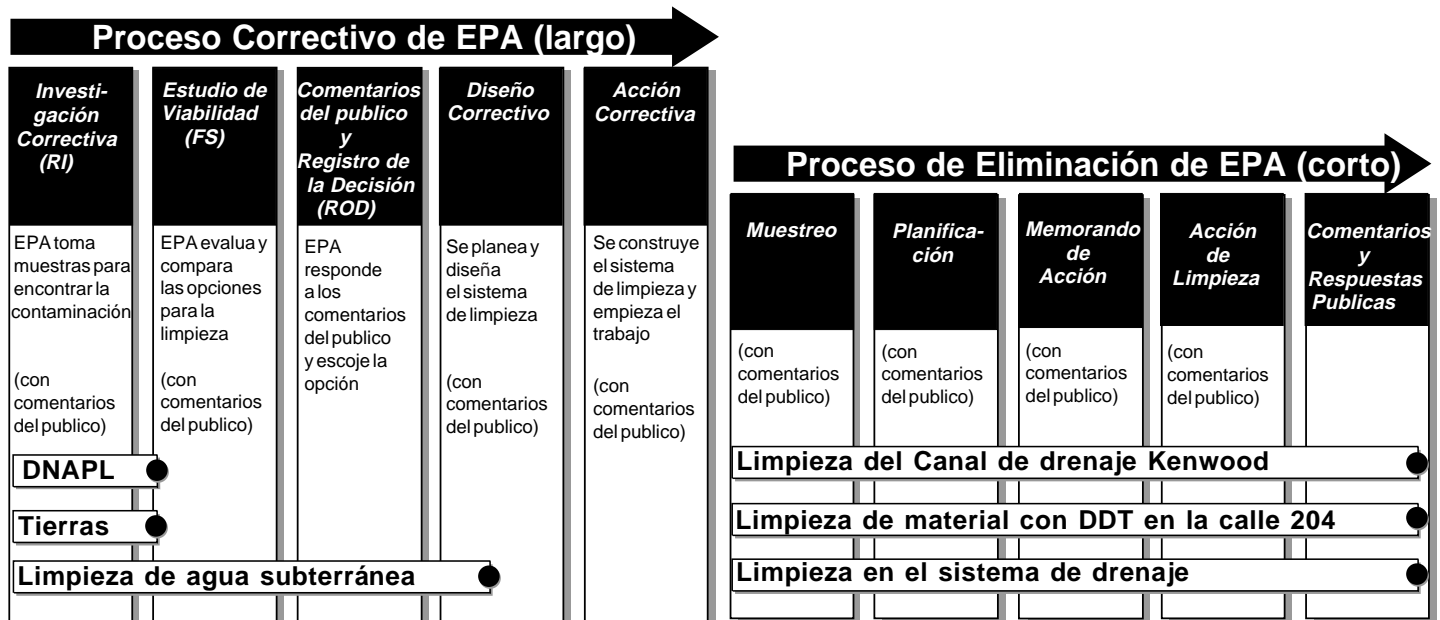 Proceso Correctivo de EPA (largo)
Investi-
gación
Correctiva
(RI)
EPA toma
muestras para
encontrar la
contaminación
(con
comentarios
del publico)
Estudio de
Viabilidad
(FS)
EPA evalua y
compara
las opciones
para la
limpieza
(con
comentarios
del publico)
Comentarios
del publico
y
Registro de
la Decisión
(ROD)
EPA
responde
a los
comentarios
del publico
y escoje la
opción
Diseño
Correctivo
Se planea y
diseña
el sistema
de limpieza
(con
comentarios
del publico)
Acción
Correctiva
Se construye
el sistema
de limpieza y
empieza el
trabajo
(con
comentarios
del publico)
DNAPL
Tierras
Limpieza de agua subterránea
Proceso de Eliminación de EPA (corto)
Muestreo
(con
comentarios
del publico)
Planifica-
ción
(con
comentarios
del publico)
Memorando
de
Acción
(con
comentarios
del publico)
Acción
de
Limpieza
(con
comentarios
del publico)
Comentarios
y
Respuestas
Publicas
Limpieza del Canal de drenaje Kenwood
Limpieza de material con DDT en la calle 204
Limpieza en el sistema de drenaje